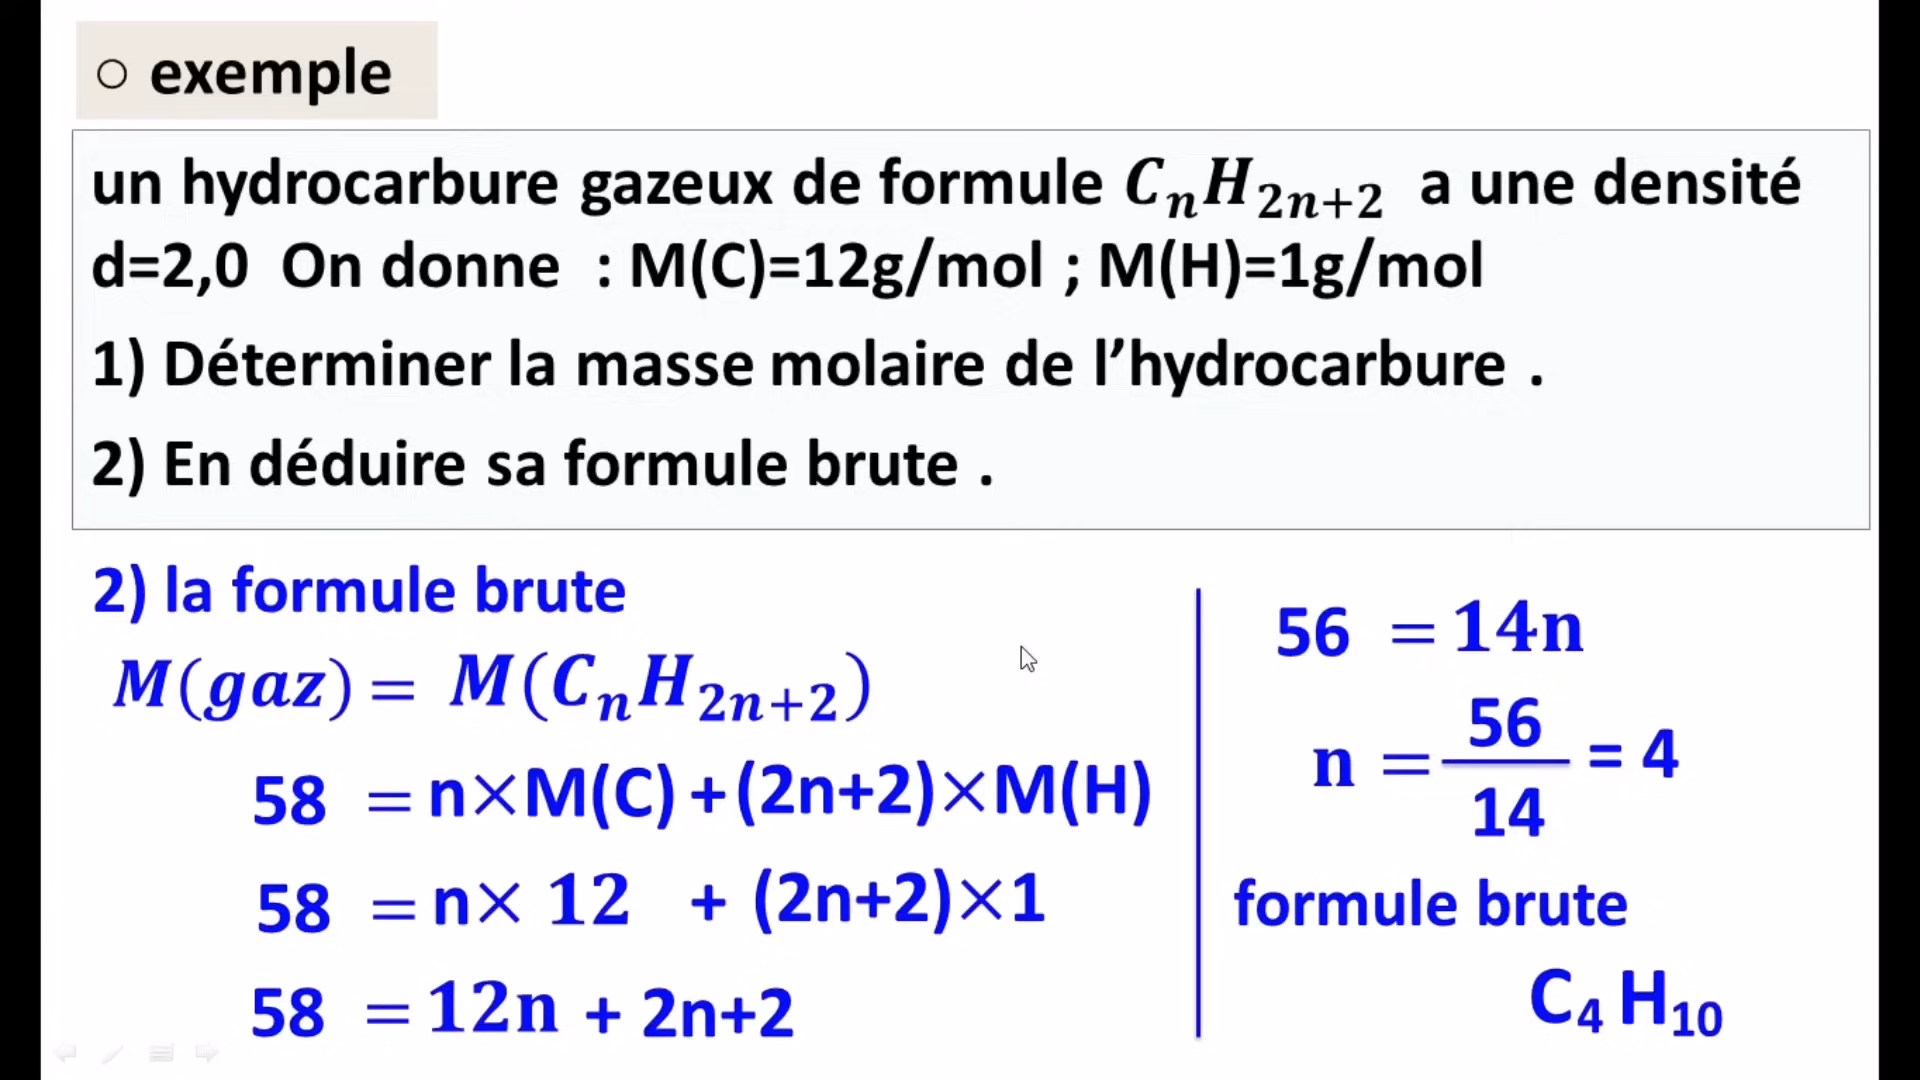 ○ exemple
un hydrocarbure gazeux de formule CₙH₂ₙ₊₂ a une densité
d=2,0 On donne : M(C)=12g/mol ; M(H)=1g/mol
1) Déterminer la masse molaire de l’hydrocarbure .
2) En déduire sa formule brute .
2) la formule brute
M(gaz) = M(CₙH₂ₙ₊₂)
58 = n×M(C) +(2n+2)×M(H)
58 = n× 12 + (2n+2)×1
58 = 12n + 2n+2
56 = 14n
n = 56/14 = 4
formule brute
C₄ H₁₀